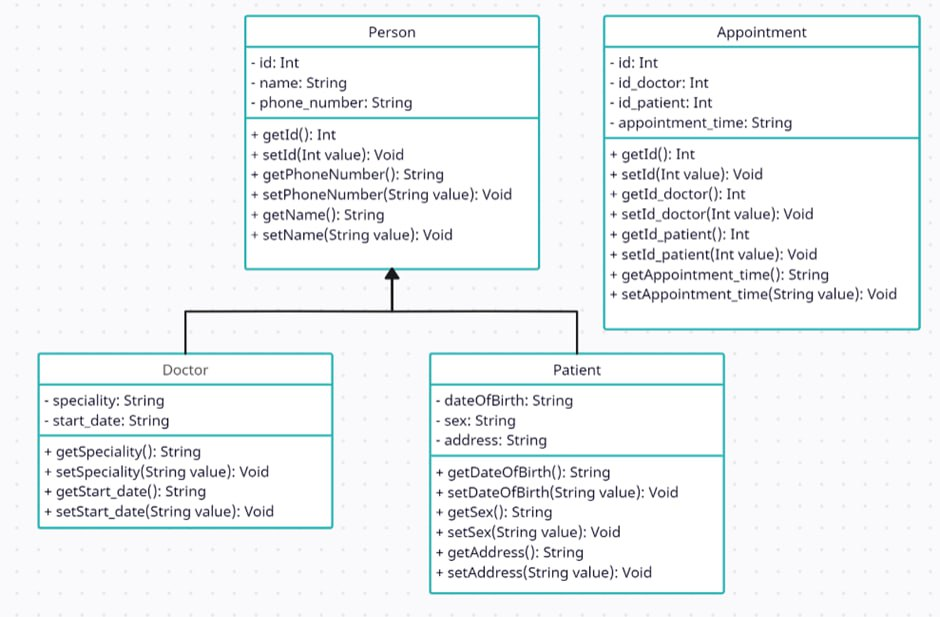 Person
- id: Int
- name: String
- phone_number: String
+ getId(): Int
+ setId(Int value): Void
+ getPhoneNumber(): String
+ setPhoneNumber(String value): Void
+ getName(): String
+ setName(String value): Void
Appointment
- id: Int
- id_doctor: Int
- id_patient: Int
- appointment_time: String
+ getId(): Int
+ setId(Int value): Void
+ getId_doctor(): Int
+ setId_doctor(Int value): Void
+ getId_patient(): Int
+ setId_patient(Int value): Void
+ getAppointment_time(): String
+ setAppointment_time(String value): Void
Doctor
- speciality: String
- start_date: String
+ getSpeciality(): String
+ setSpeciality(String value): Void
+ getStart_date(): String
+ setStart_date(String value): Void
Patient
- dateOfBirth: String
- sex: String
- address: String
+ getDateOfBirth(): String
+ setDateOfBirth(String value): Void
+ getSex(): String
+ setSex(String value): Void
+ getAddress(): String
+ setAddress(String value): Void